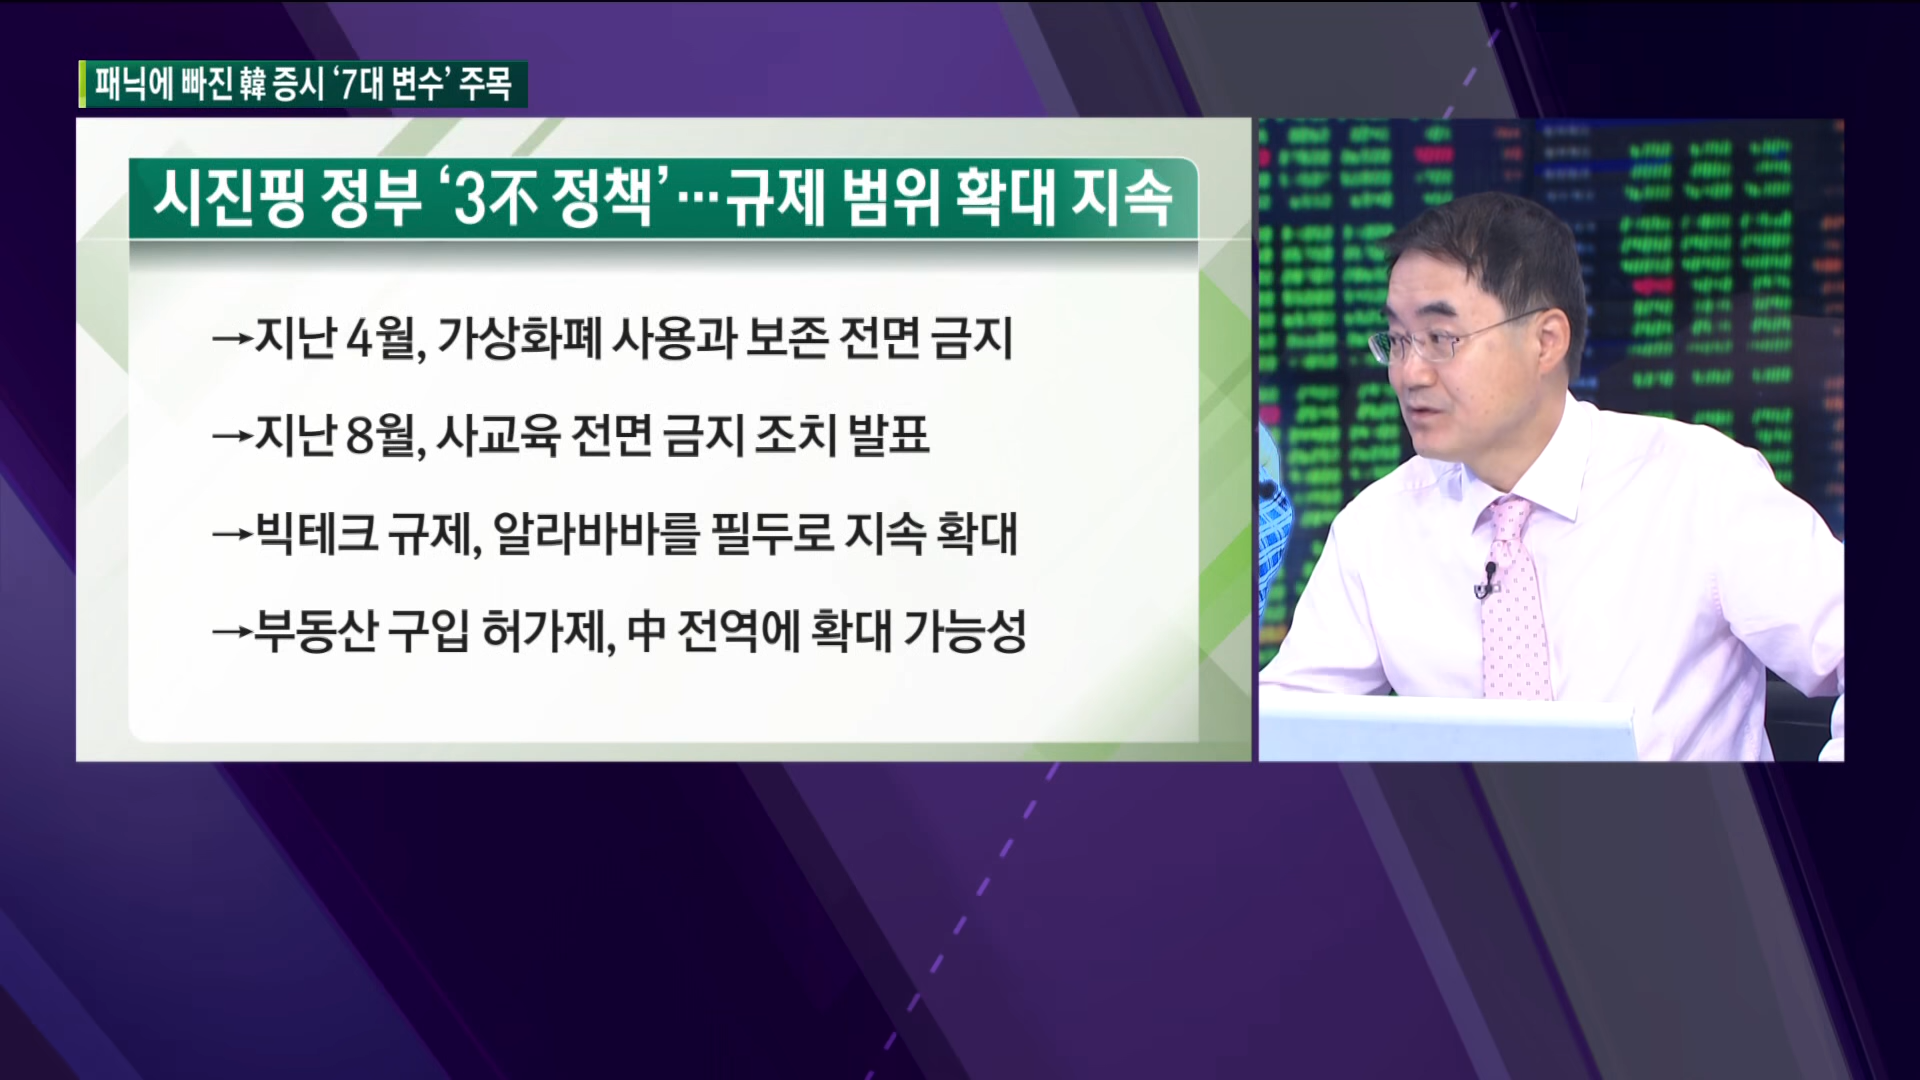 패닉에 빠진 韓 증시 ‘7대 변수’ 주목
시진핑 정부 ‘3不 정책’…규제 범위 확대 지속
→지난 4월, 가상화폐 사용과 보존 전면 금지
→지난 8월, 사교육 전면 금지 조치 발표
→빅테크 규제, 알라바바를 필두로 지속 확대
→부동산 구입 허가제, 中 전역에 확대 가능성